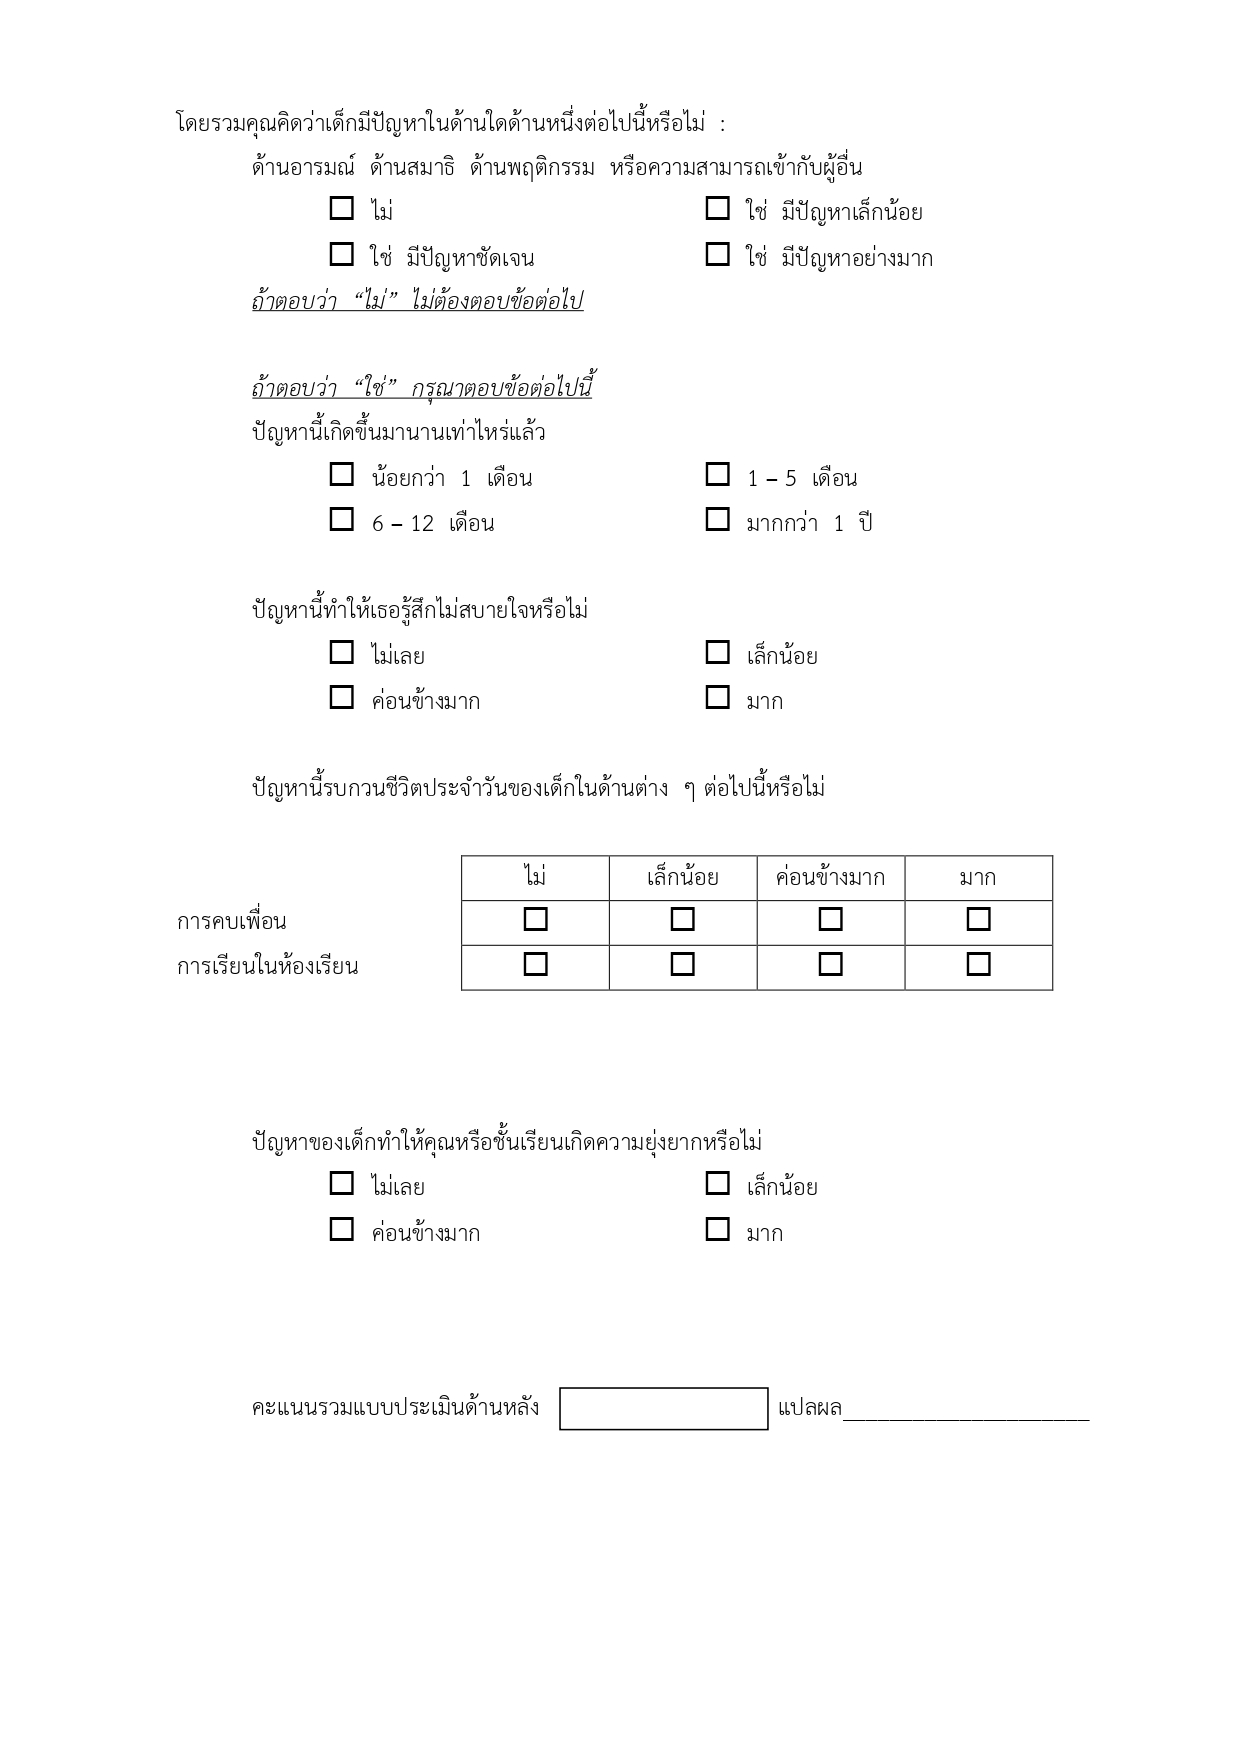 โดยรวมคุณคิดว่าเด็กมีปัญหาในด้านใดด้านหนึ่งต่อไปนี้หรือไม่ :
ด้านอารมณ์ ด้านสมาธิ ด้านพฤติกรรม หรือความสามารถเข้ากับผู้อื่น
☐ ไม่ ☐ ใช่ มีปัญหาเล็กน้อย
☐ ใช่ มีปัญหาชัดเจน ☐ ใช่ มีปัญหาอย่างมาก
ถ้าตอบว่า “ไม่” ไม่ต้องตอบข้อต่อไป
ถ้าตอบว่า “ใช่” กรุณาตอบข้อต่อไปนี้
ปัญหานี้เกิดขึ้นมานานเท่าไหร่แล้ว
☐ น้อยกว่า 1 เดือน ☐ 1 – 5 เดือน
☐ 6 – 12 เดือน ☐ มากกว่า 1 ปี
ปัญหานี้ทำให้เธอรู้สึกไม่สบายใจหรือไม่
☐ ไม่เลย ☐ เล็กน้อย
☐ ค่อนข้างมาก ☐ มาก
ปัญหานี้รบกวนชีวิตประจำวันของเด็กในด้านต่าง ๆ ต่อไปนี้หรือไม่
ไม่ เล็กน้อย ค่อนข้างมาก มาก
การคบเพื่อน ☐ ☐ ☐ ☐
การเรียนในห้องเรียน ☐ ☐ ☐ ☐
ปัญหาของเด็กทำให้คุณหรือชั้นเรียนเกิดความยุ่งยากหรือไม่
☐ ไม่เลย ☐ เล็กน้อย
☐ ค่อนข้างมาก ☐ มาก
คะแนนรวมแบบประเมินด้านหลัง แปลผล_____________________